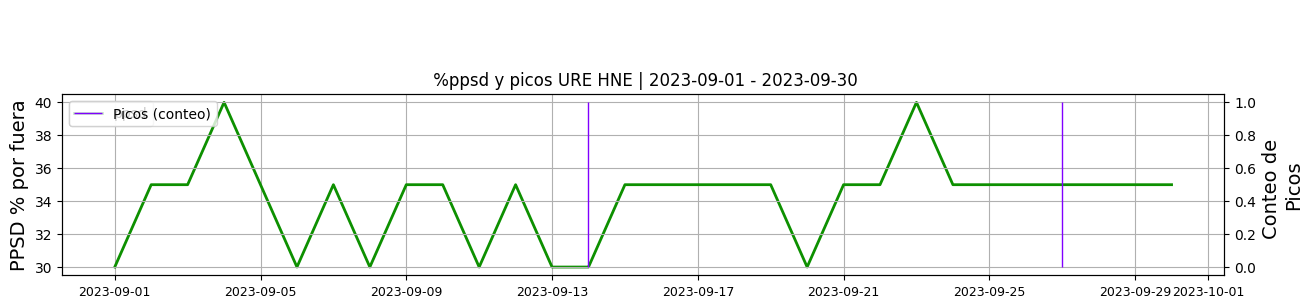 %ppsd y picos URE HNE | 2023-09-01 - 2023-09-30
PPSD % por fuera
40
38
36
34
32
30
Picos (conteo)
1.0
0.8
0.6
0.4
0.2
0.0
Conteo de
Picos
2023-09-01 2023-09-05 2023-09-09 2023-09-13 2023-09-17 2023-09-21 2023-09-25 2023-09-29 2023-10-01